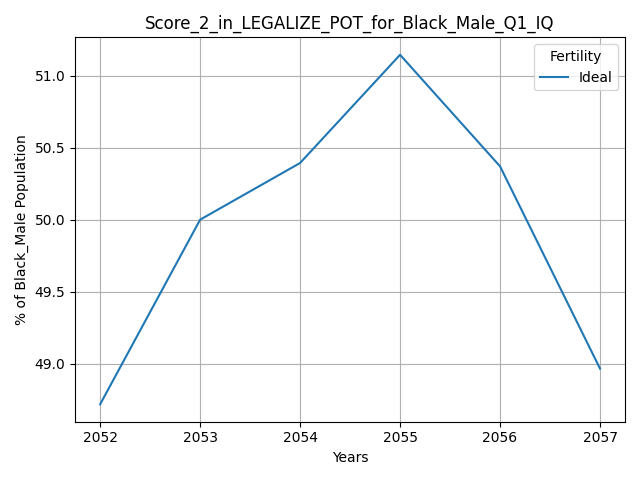 Score_2_in_LEGALIZE_POT_for_Black_Male_Q1_IQ
Fertility
Ideal
% of Black_Male Population
51.0
50.5
50.0
49.5
49.0
2052 2053 2054 2055 2056 2057
Years